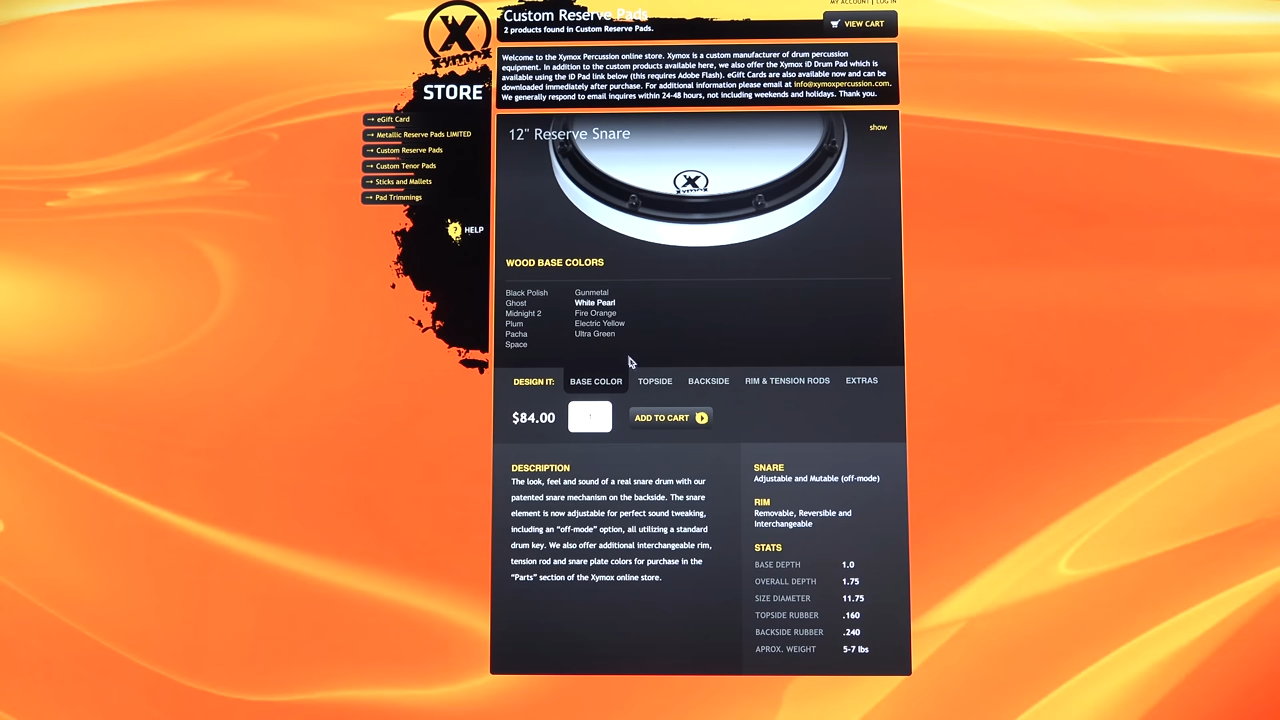 MY ACCOUNT | LOG IN
Custom Reserve Pads
2 products found in Custom Reserve Pads.
VIEW CART
X
XYMOX
Welcome to the Xymox Percussion online store. Xymox is a custom manufacturer of drum percussion
equipment. In addition to the custom products available here, we also offer the Xymox iD Drum Pad which is
available using the iD Pad link below (this requires Adobe Flash). eGift Cards are also available now and can be
downloaded immediately after purchase. For additional information please email at info@xymoxpercussion.com.
We generally respond to email inquires within 24-48 hours, not including weekends and holidays. Thank you.
STORE
eGift Card
Metallic Reserve Pads LIMITED
Custom Reserve Pads
Custom Tenor Pads
Sticks and Mallets
Pad Trimmings
? HELP
12" Reserve Snare
show
X
XYMOX
WOOD BASE COLORS
Black Polish
Ghost
Midnight 2
Plum
Pacha
Space
Gunmetal
White Pearl
Fire Orange
Electric Yellow
Ultra Green
DESIGN IT: BASE COLOR TOPSIDE BACKSIDE RIM & TENSION RODS EXTRAS
$84.00 1 ADD TO CART
DESCRIPTION
The look, feel and sound of a real snare drum with our
patented snare mechanism on the backside. The snare
element is now adjustable for perfect sound tweaking,
including an “off-mode” option, all utilizing a standard
drum key. We also offer additional interchangeable rim,
tension rod and snare plate colors for purchase in the
“Parts” section of the Xymox online store.
SNARE
Adjustable and Mutable (off-mode)
RIM
Removable, Reversible and
Interchangeable
STATS
BASE DEPTH 1.0
OVERALL DEPTH 1.75
SIZE DIAMETER 11.75
TOPSIDE RUBBER .160
BACKSIDE RUBBER .240
APROX. WEIGHT 5-7 lbs